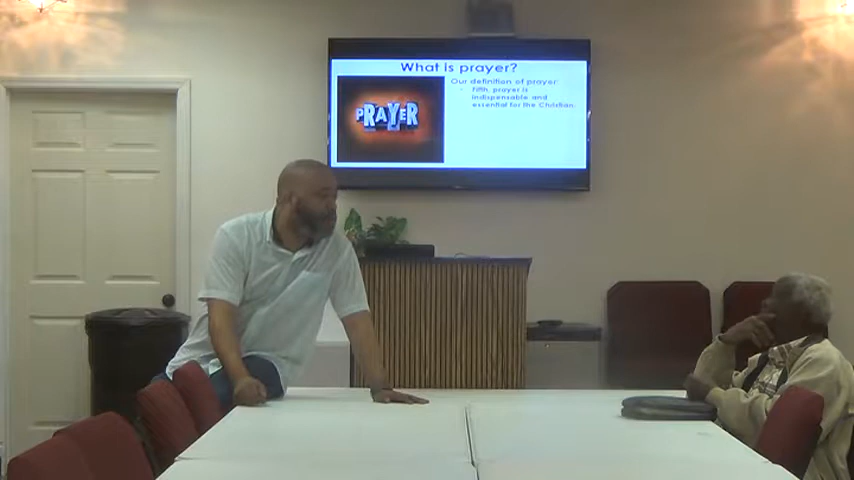 What is prayer?
PRAYER
Our definition of prayer:
- Fifth, prayer is
indispensable and
essential for the Christian.